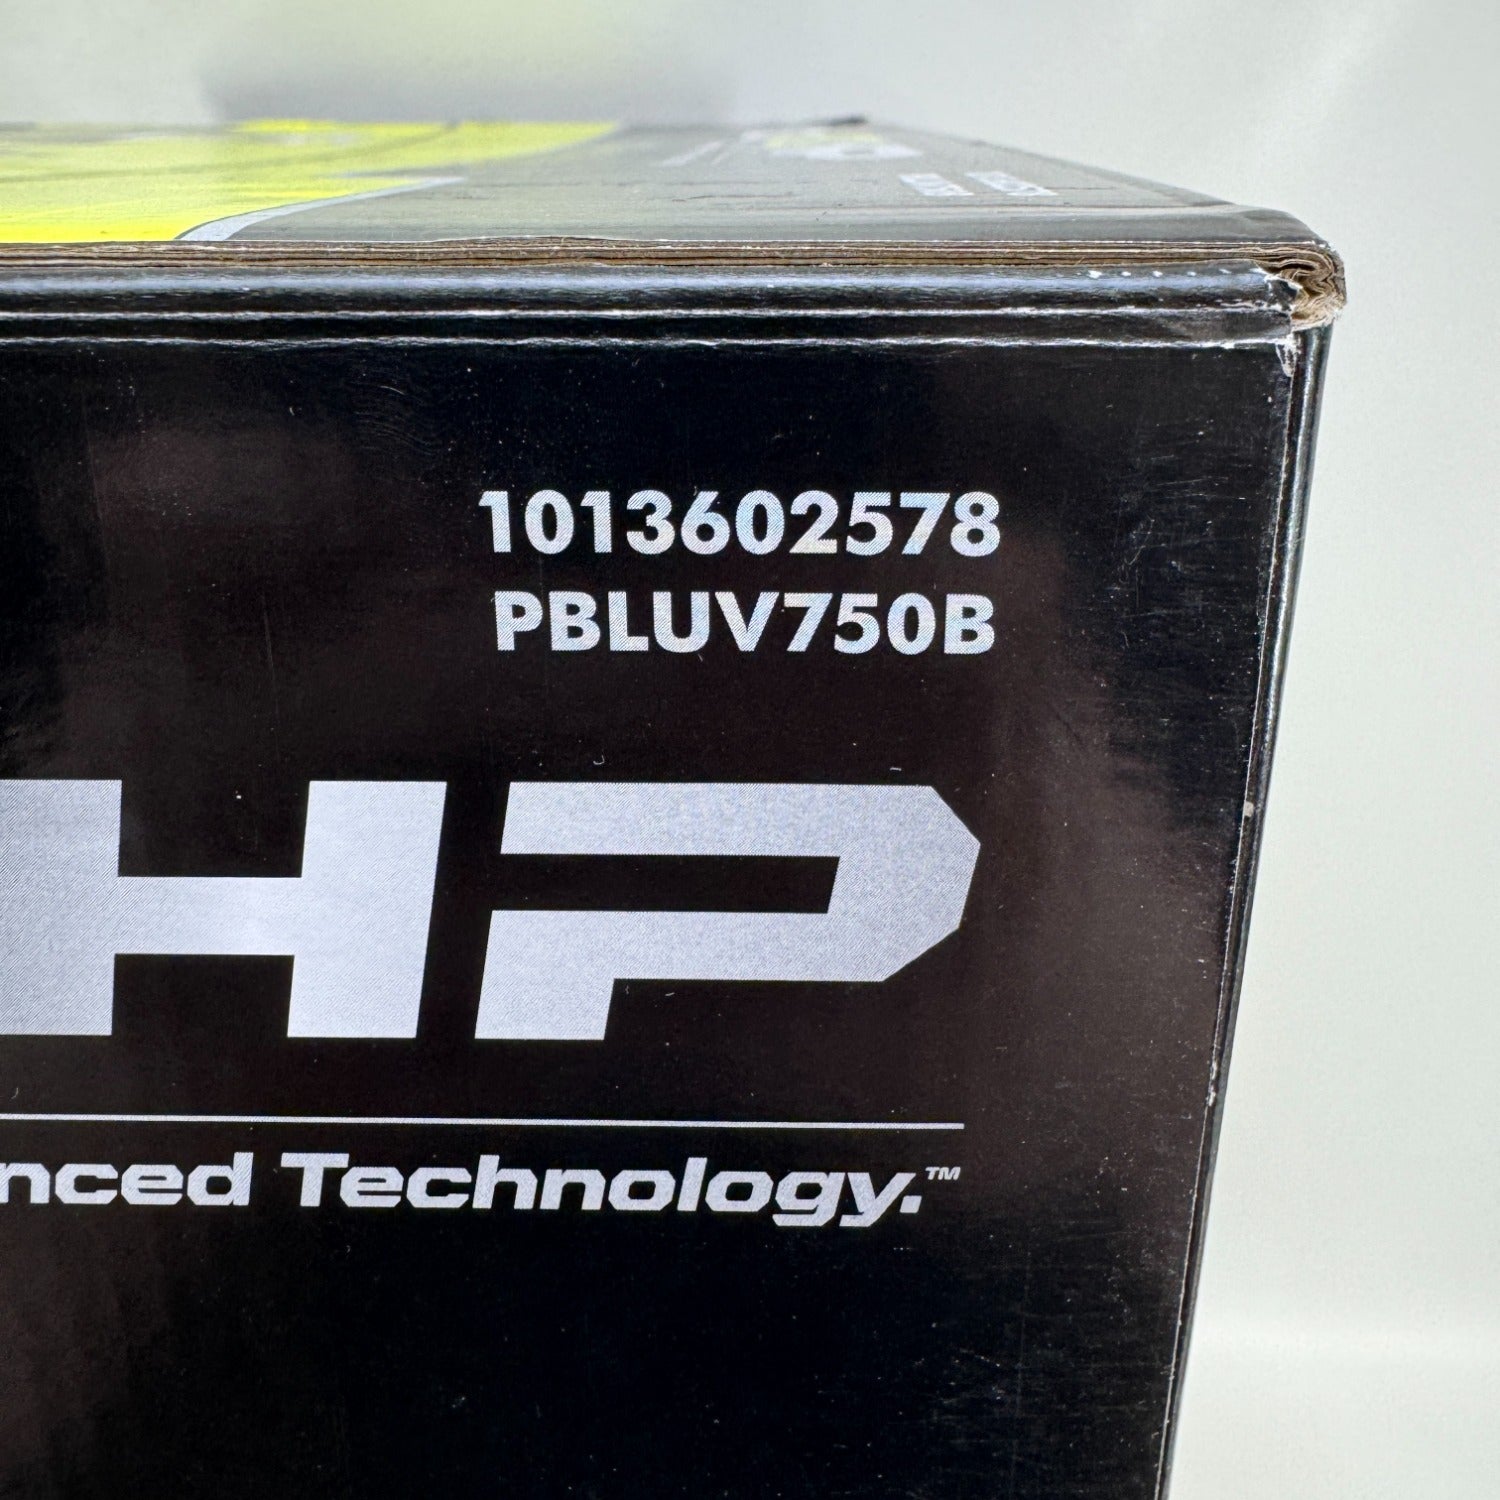 1013602578
PBLUV750B
HP
nced Technology.™